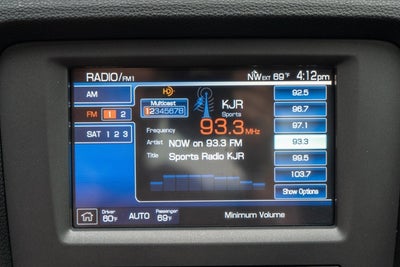 RADIO/FM1
NW EXT 69°F 4:12pm
AM
FM 1 2
SAT 1 2 3
HD
Multicast
12345678
KJR
Sports
Frequency 93.3 MHz
Artist NOW on 93.3 FM
Title Sports Radio KJR
92.5
96.7
97.1
93.3
99.5
103.7
Show Options
Driver 60°F
AUTO
Passenger 69°F
Minimum Volume